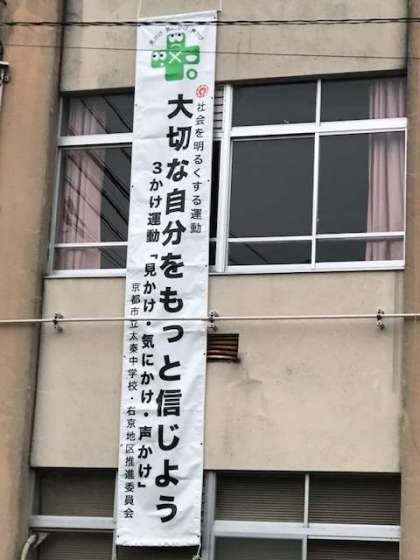 社会を明るくする運動
大切な自分をもっと信じよう
3かけ運動「見かけ・気にかけ・声かけ」
京都市立太秦中学校・右京地区推進委員会